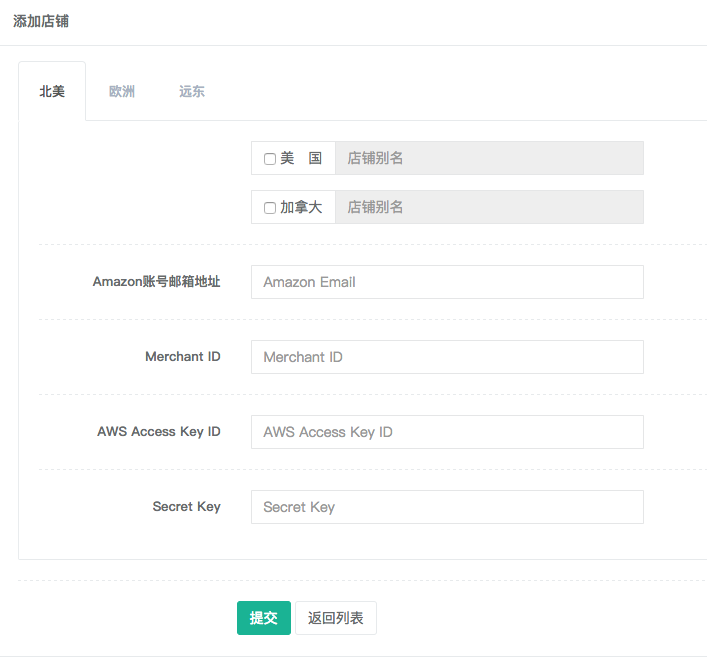 添加店铺
北美 欧洲 远东
美 国 店铺别名
加拿大 店铺别名
Amazon账号邮箱地址 Amazon Email
Merchant ID Merchant ID
AWS Access Key ID AWS Access Key ID
Secret Key Secret Key
提交 返回列表